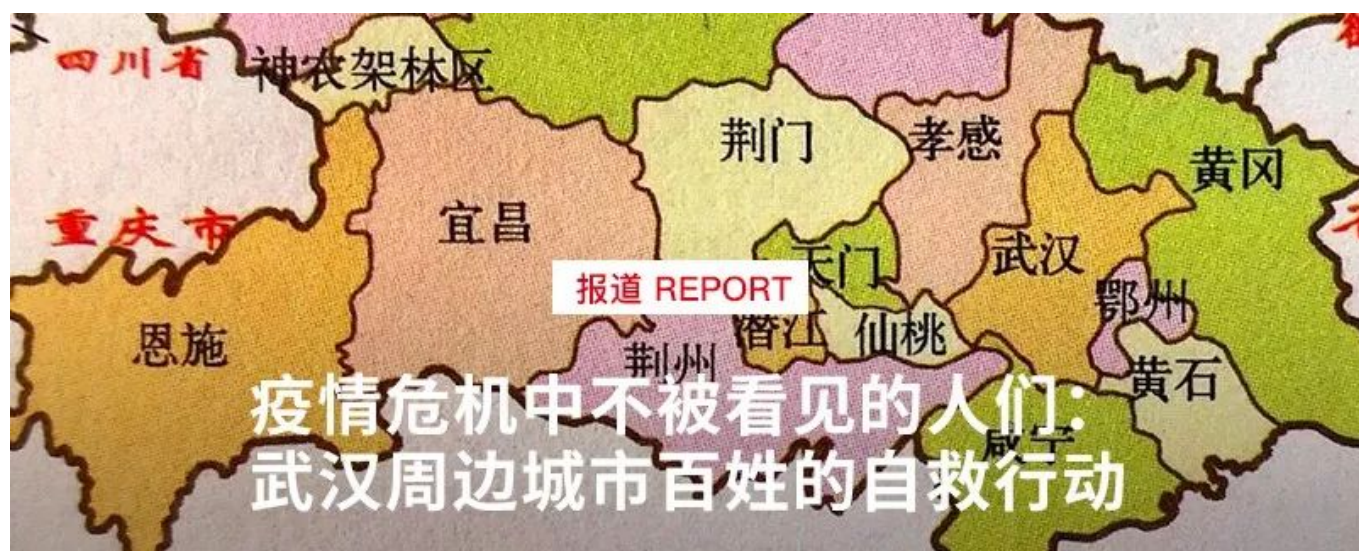 四川省
神农架林区
荆门
孝感
黄冈
重庆市
宜昌
天门
武汉
报道 REPORT
鄂州
恩施
潜江
仙桃
荆州
黄石
疫情危机中不被看见的人们:
咸宁
武汉周边城市百姓的自救行动